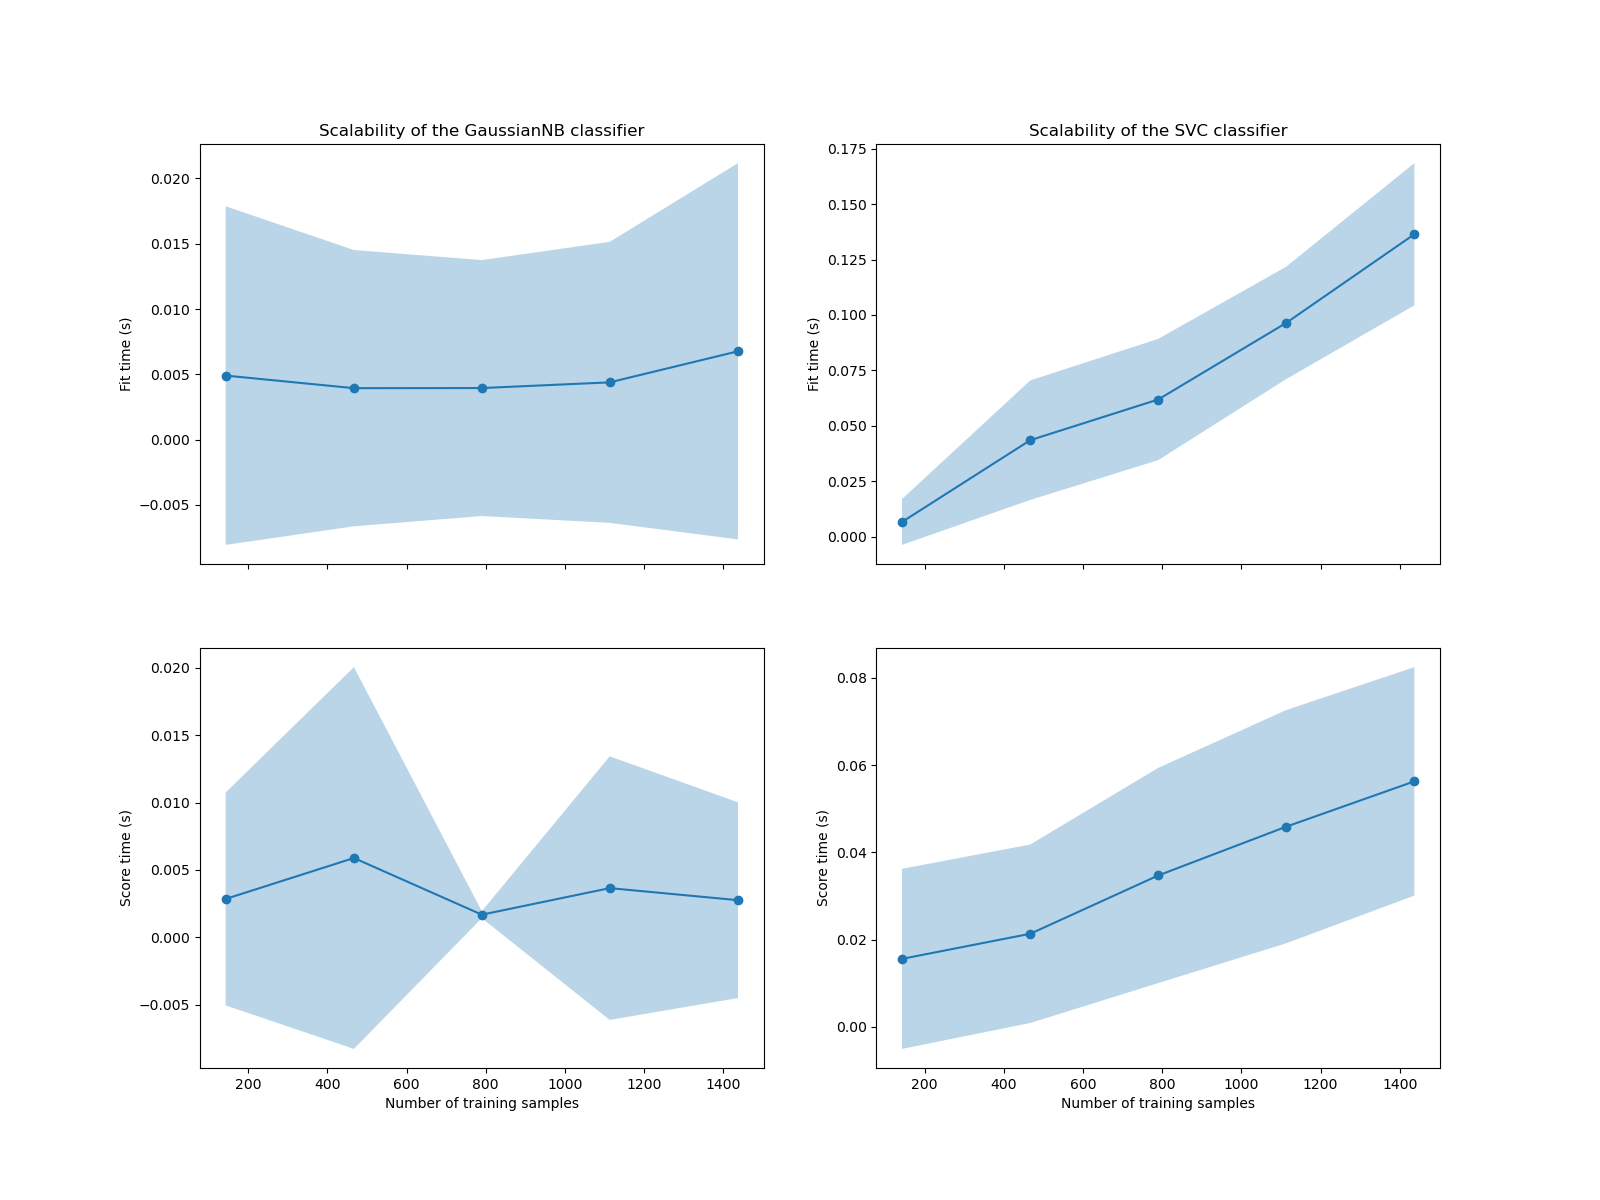 Scalability of the GaussianNB classifier
0.020
0.015
0.010
0.005
0.000
−0.005
Fit time (s)
Scalability of the SVC classifier
0.175
0.150
0.125
0.100
0.075
0.050
0.025
0.000
Fit time (s)
0.020
0.015
0.010
0.005
0.000
−0.005
Score time (s)
200 400 600 800 1000 1200 1400
Number of training samples
0.08
0.06
0.04
0.02
0.00
Score time (s)
200 400 600 800 1000 1200 1400
Number of training samples